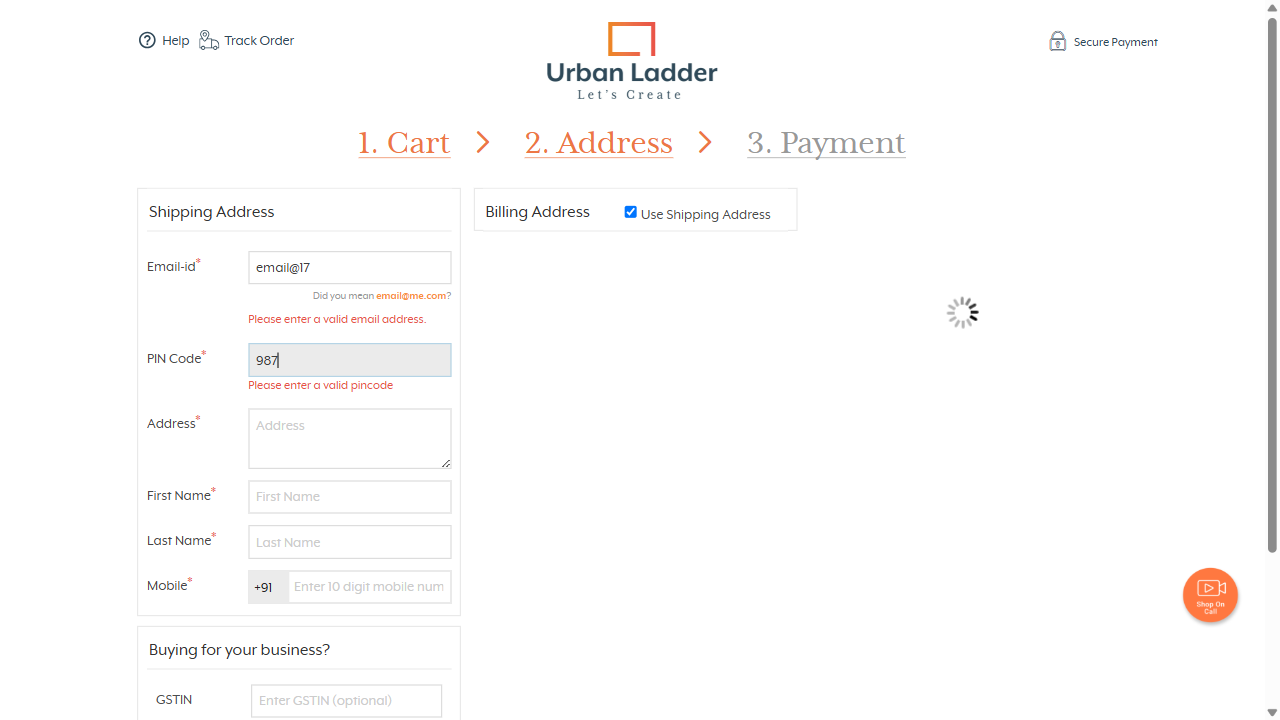 Help
Track Order
Urban Ladder
Let's Create
Secure Payment
1. Cart
2. Address
3. Payment
Shipping Address
Email-id*
email@17
Did you mean email@me.com?
Please enter a valid email address.
PIN Code*
987
Please enter a valid pincode
Address*
Address
First Name*
First Name
Last Name*
Last Name
Mobile*
+91
Enter 10 digit mobile num
Buying for your business?
GSTIN
Enter GSTIN (optional)
Billing Address
Use Shipping Address
Shop On
Call